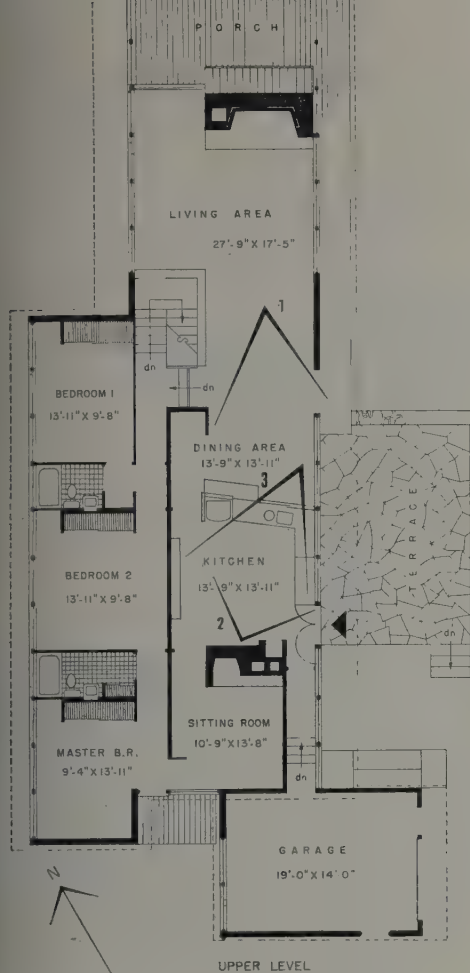 PORCH
LIVING AREA
27'-9" X 17'-5"
1
dn
dn
BEDROOM 1
13'-11" X 9'-8"
DINING AREA
13'-9" X 13'-11"
3
TERRACE
KITCHEN
13'-9" X 13'-11"
BEDROOM 2
13'-11" X 9'-8"
2
dn
SITTING ROOM
10'-9" X 13'-8"
MASTER B.R.
9'-4" X 13'-11"
dn
dn
GARAGE
19'-0" X 14' 0"
N
UPPER LEVEL